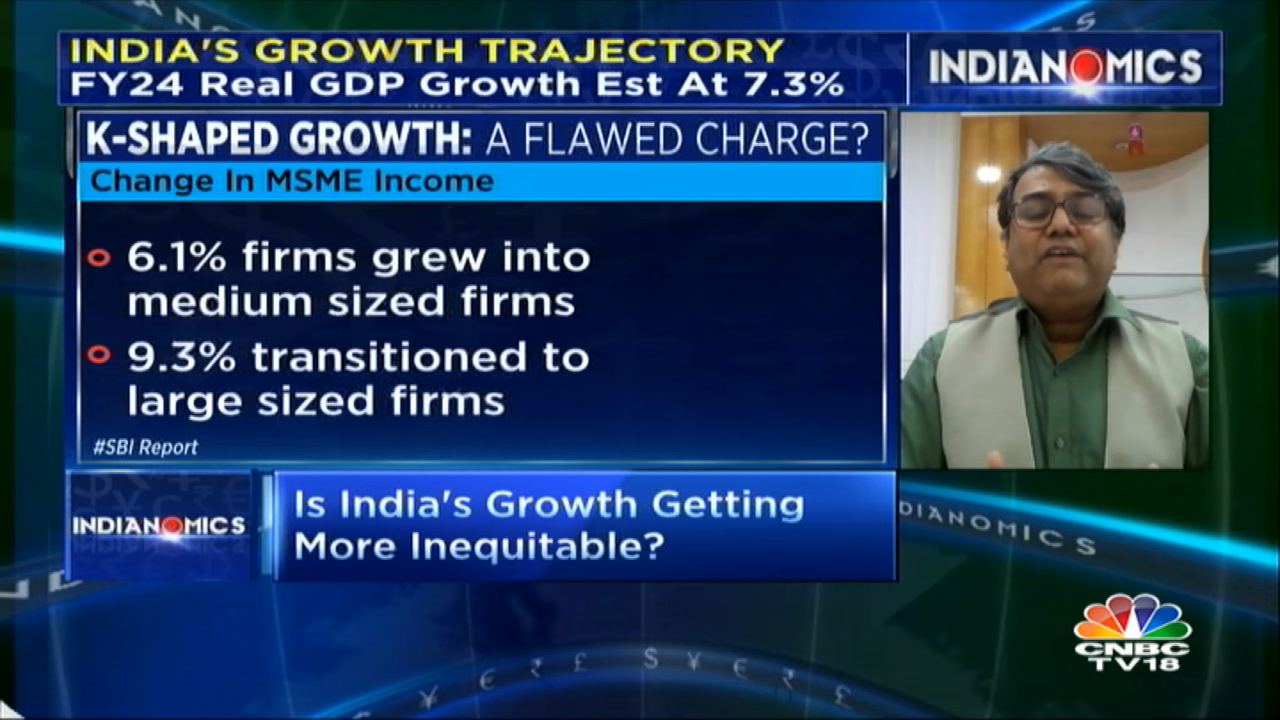 INDIA'S GROWTH TRAJECTORY
FY24 Real GDP Growth Est At 7.3%
INDIANOMICS
K-SHAPED GROWTH: A FLAWED CHARGE?
Change In MSME Income
6.1% firms grew into
medium sized firms
9.3% transitioned to
large sized firms
#SBI Report
INDIANOMICS
Is India's Growth Getting
More Inequitable?
DIANOMICS
$ ¥ € ₹ £
¥ € ₹ £
CNBC
TV18